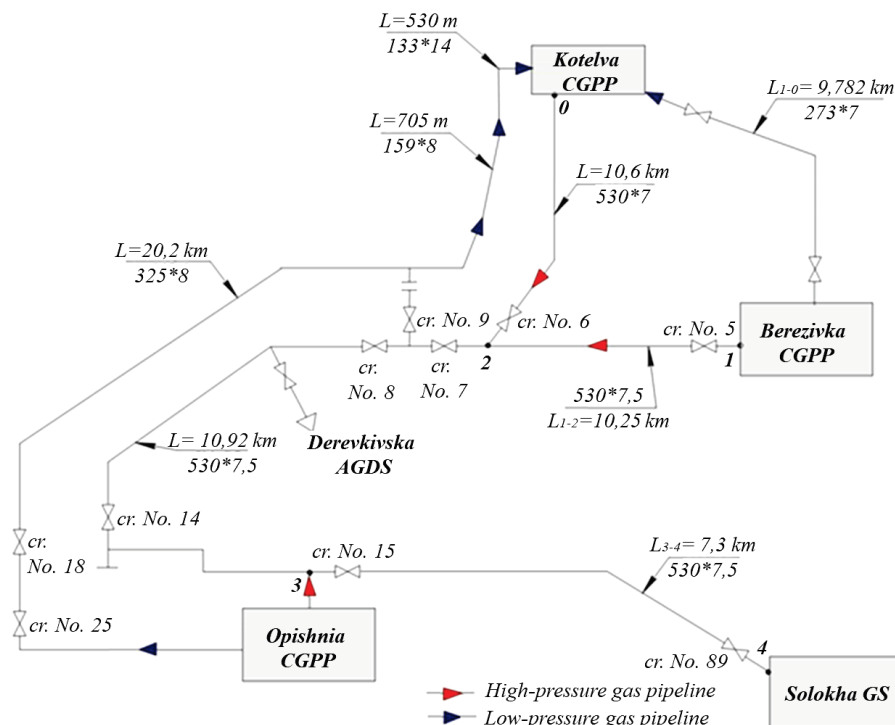 L=530 m
133*14
Kotelva
CGPP
0
L1-0= 9,782 km
273*7
L=705 m
159*8
L=10,6 km
530*7
L=20,2 km
325*8
cr. No. 9
cr. No. 6
cr. No. 5
1
Berezivka
CGPP
2
cr.
No. 8
cr.
No. 7
530*7,5
L1-2=10,25 km
L= 10,92 km
530*7,5
Derevkivska
AGDS
cr. No. 14
cr.
No. 18
cr. No. 15
3
L3-4= 7,3 km
530*7,5
cr. No. 25
Opishnia
CGPP
4
cr. No. 89
Solokha GS
High-pressure gas pipeline
Low-pressure gas pipeline